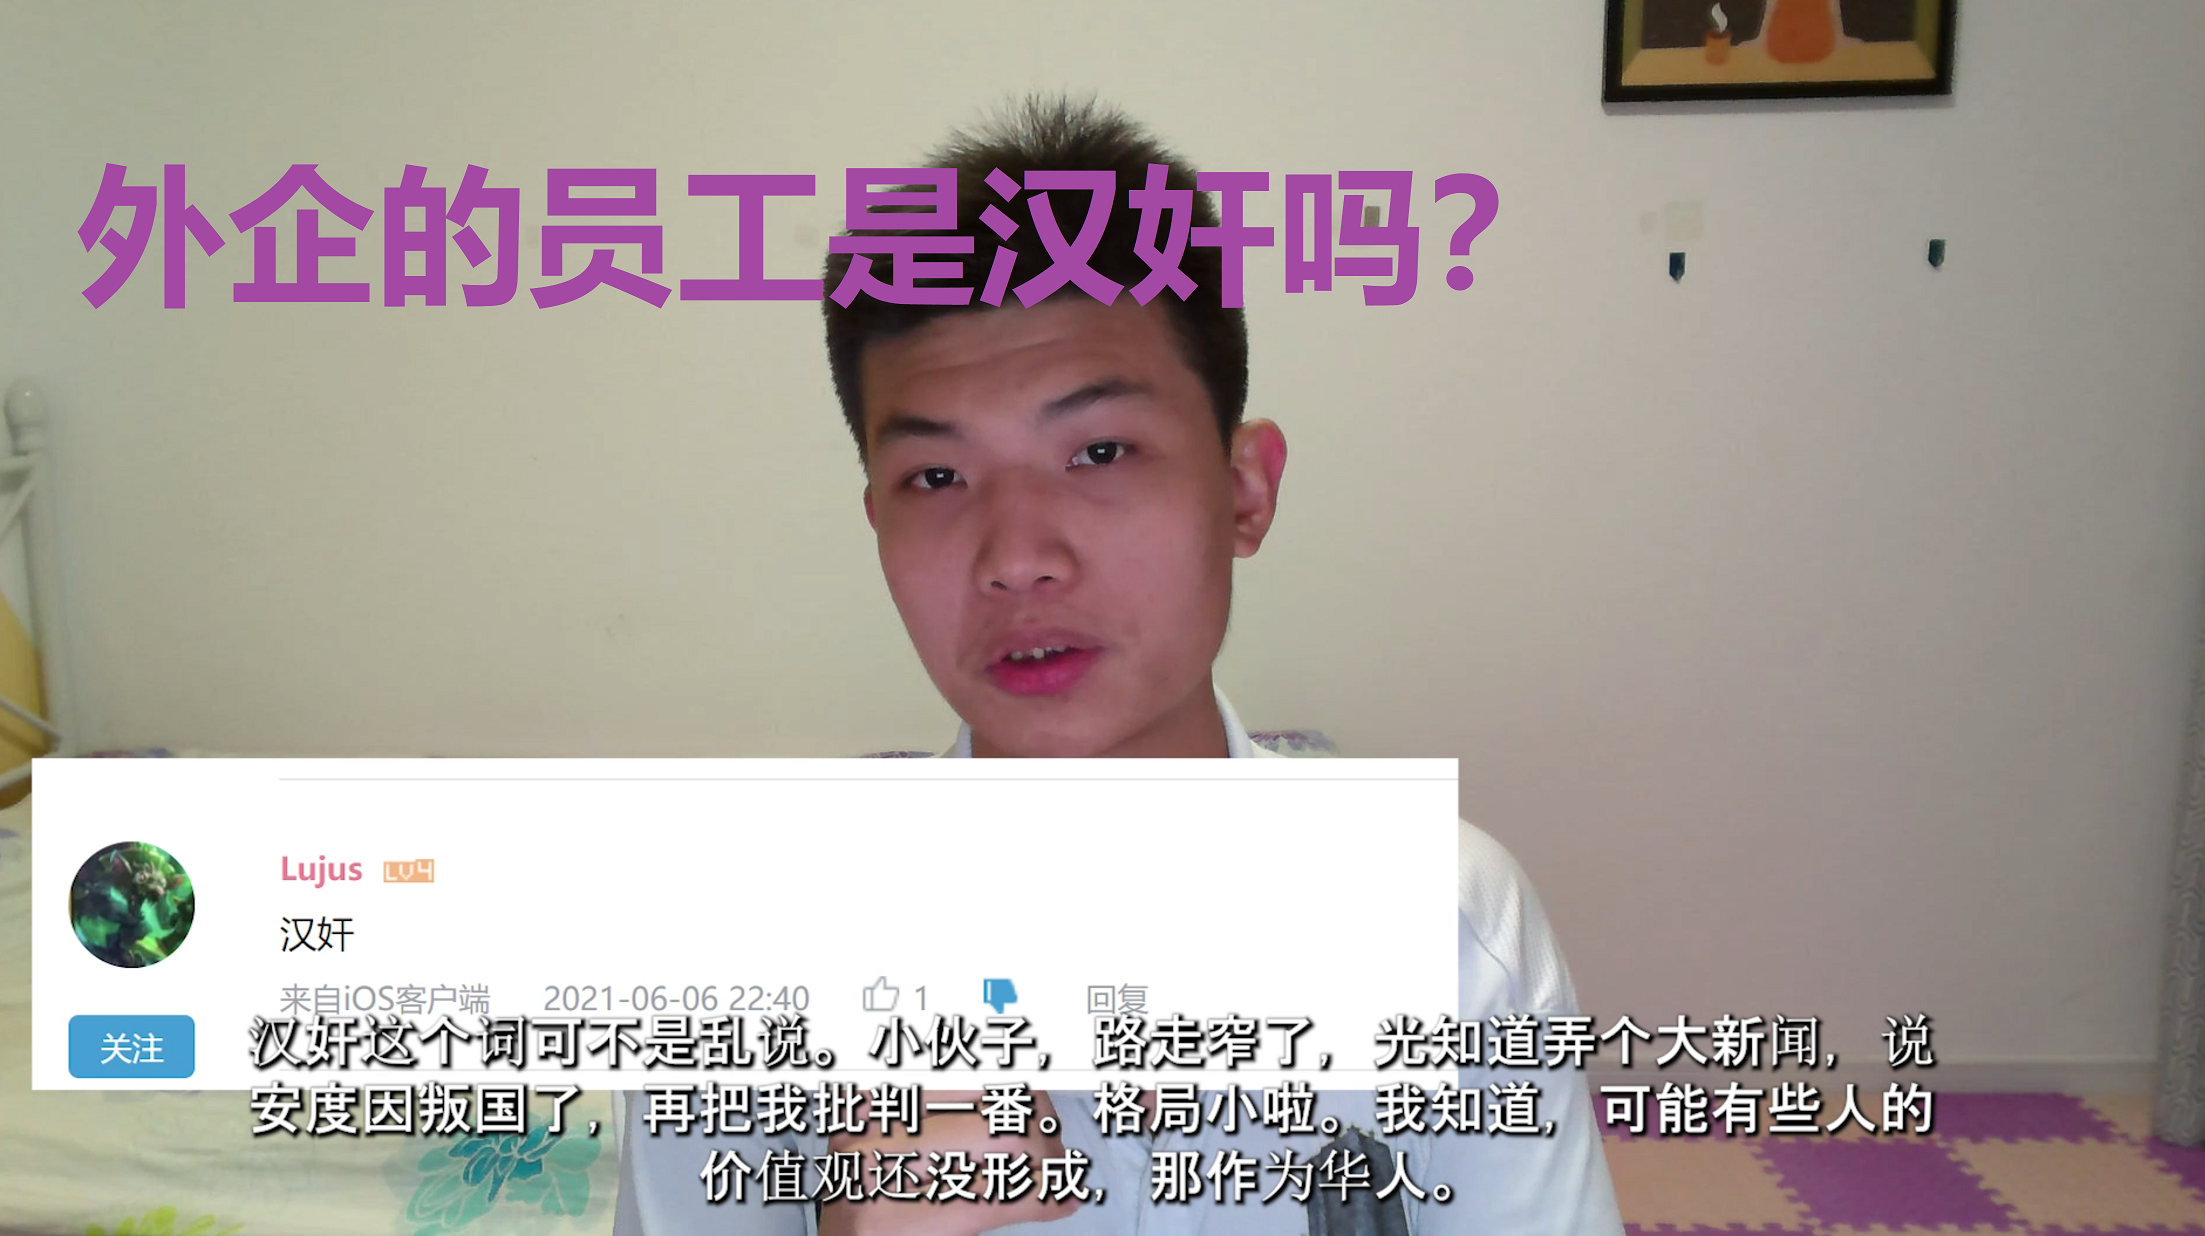 外企的员工是汉奸吗?
Lujus LV4
汉奸
来自iOS客户端 2021-06-06 22:40 1 回复
关注
汉奸这个词可不是乱说。小伙子,路走窄了,光知道弄个大新闻,说
安度因叛国了,再把我批判一番。格局小啦。我知道,可能有些人的
价值观还没形成,那作为华人。